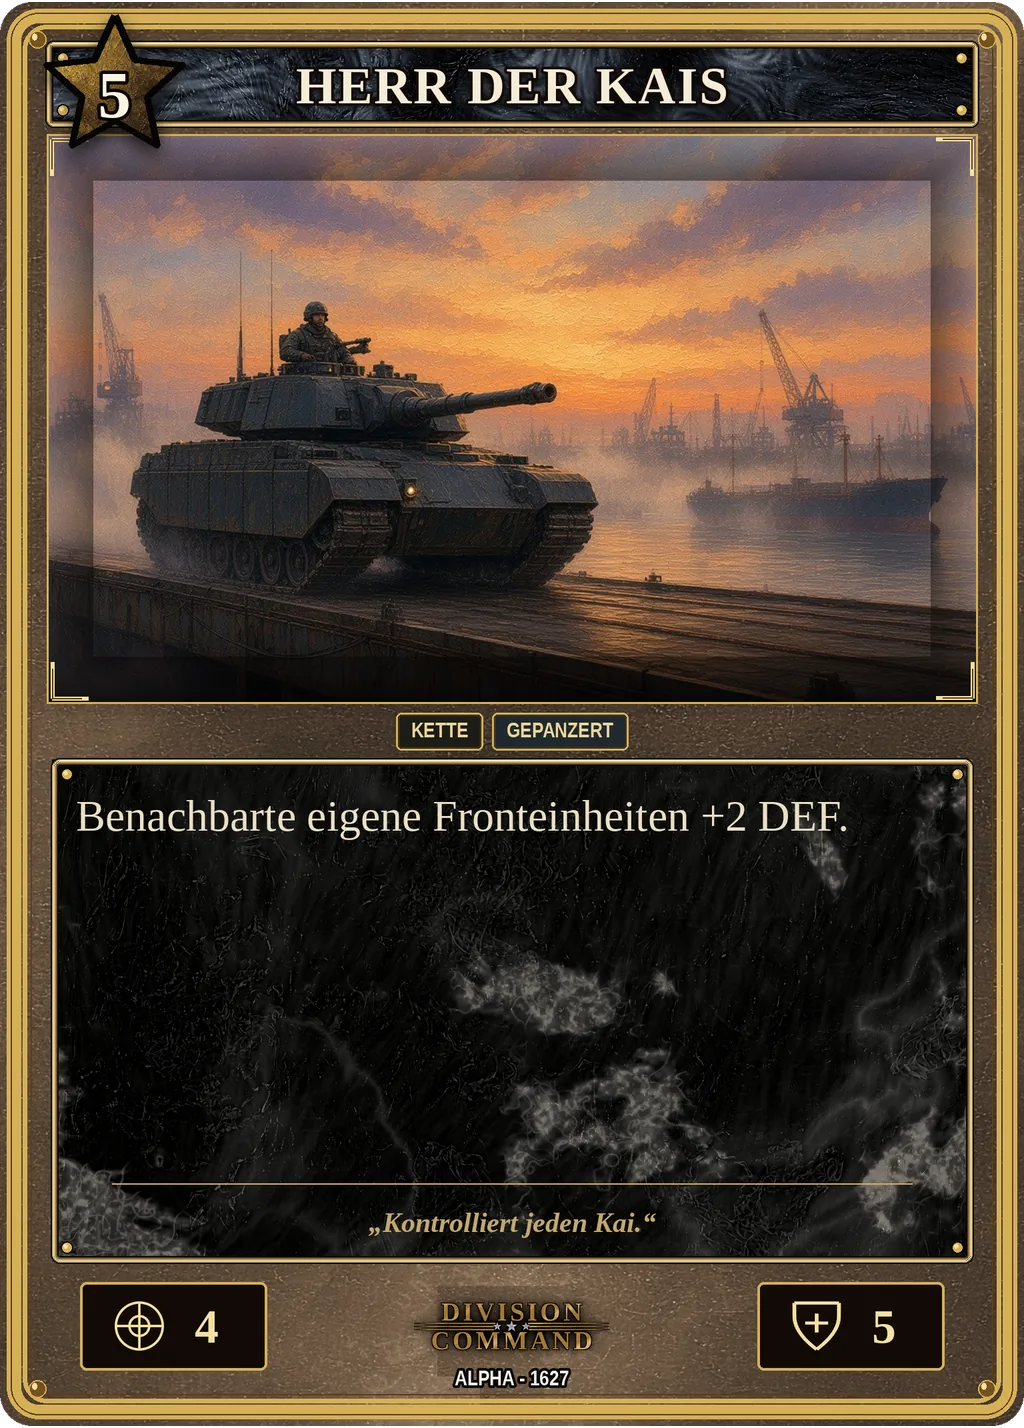 5
HERR DER KAIS
KETTE
GEPANZERT
Benachbarte eigene Fronteinheiten +2 DEF.
„Kontrolliert jeden Kai.“
4
DIVISION
COMMAND
5
ALPHA - 1627